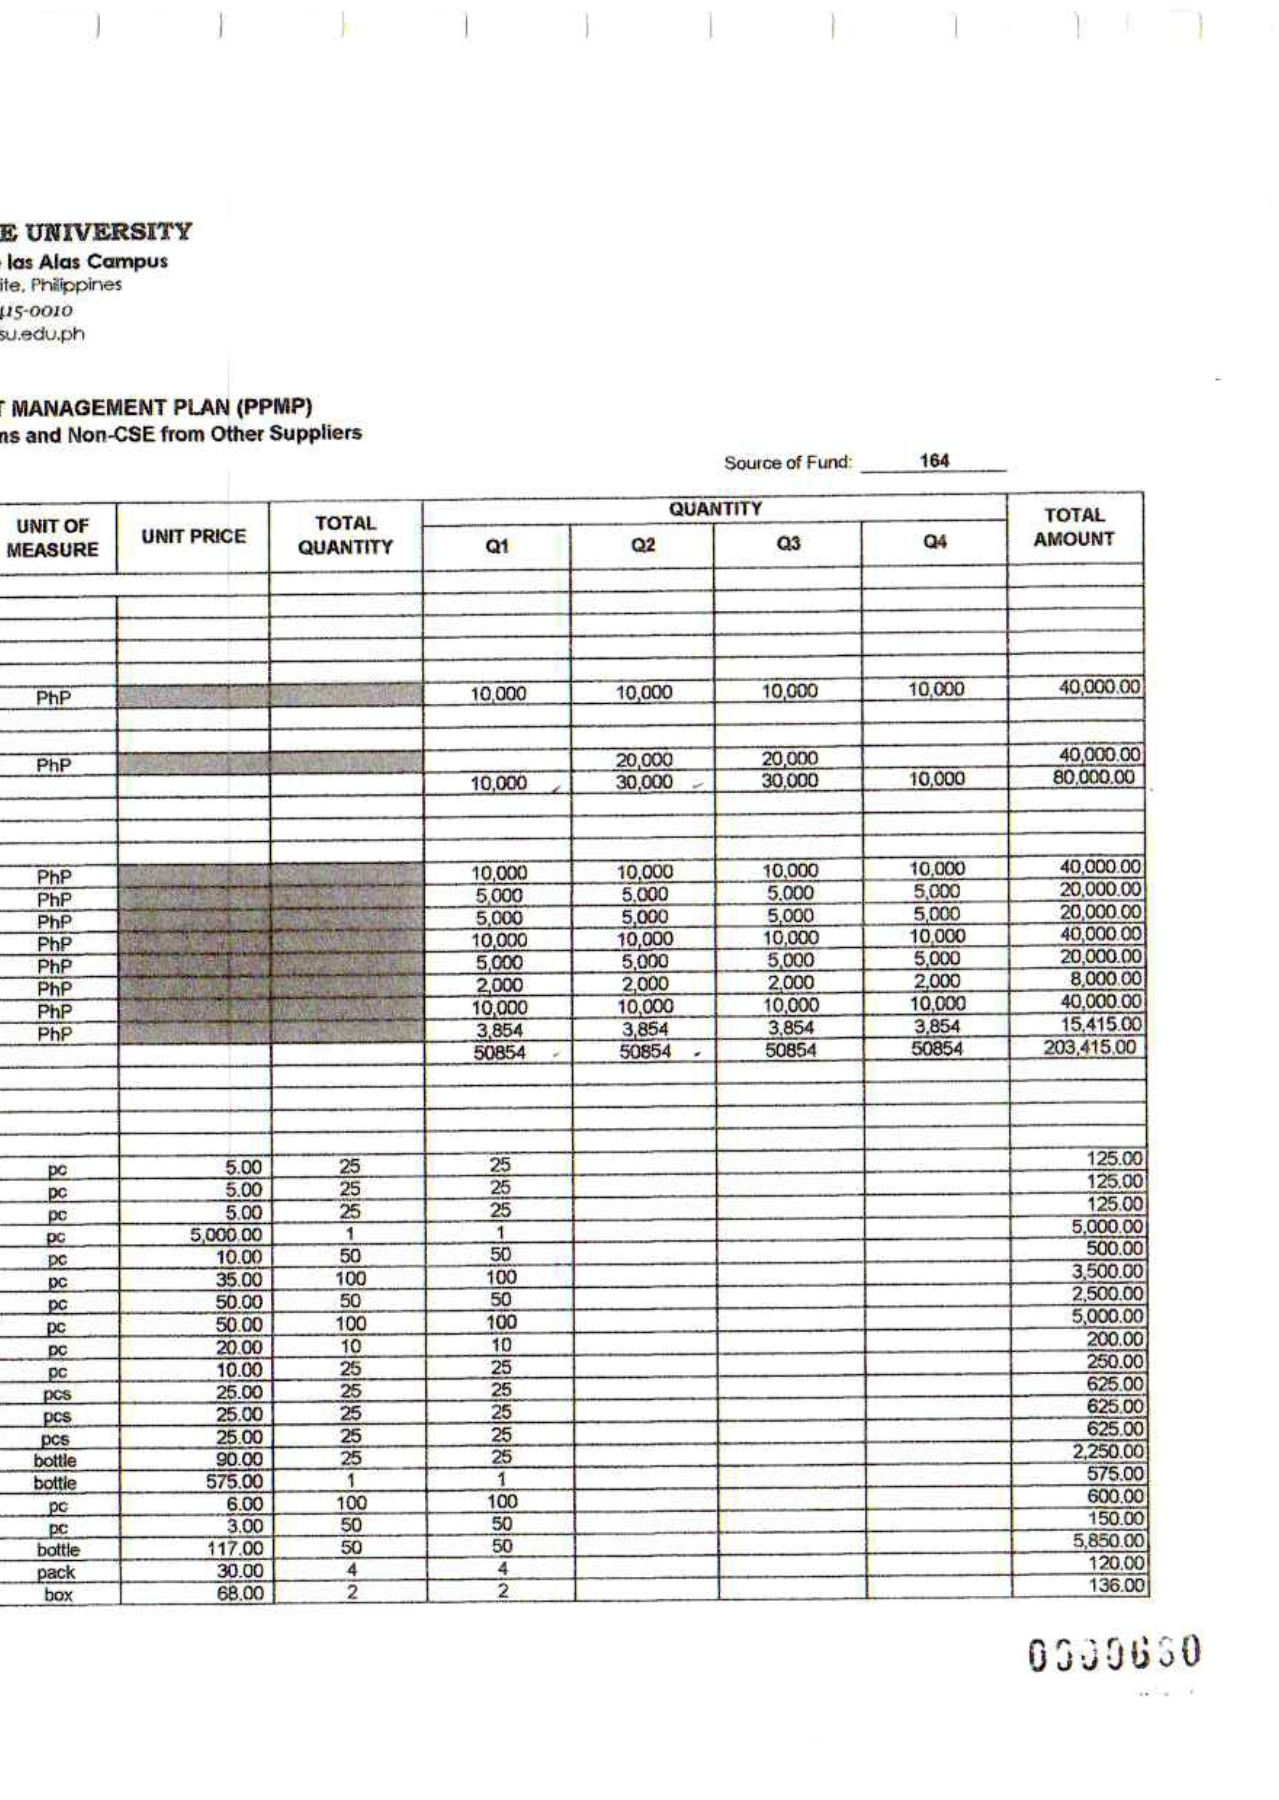 E UNIVERSITY
las Alas Campus
ite, Philippines
415-0010
su.edu.ph
T MANAGEMENT PLAN (PPMP)
ns and Non-CSE from Other Suppliers
Source of Fund: 164
UNIT OF MEASURE UNIT PRICE TOTAL QUANTITY QUANTITY TOTAL AMOUNT
Q1 Q2 Q3 Q4
PhP 10,000 10,000 10,000 10,000 40,000.00
PhP 20,000 20,000 40,000.00
10,000 30,000 30,000 10,000 80,000.00
PhP 10,000 10,000 10,000 10,000 40,000.00
PhP 5,000 5,000 5,000 5,000 20,000.00
PhP 5,000 5,000 5,000 5,000 20,000.00
PhP 10,000 10,000 10,000 10,000 40,000.00
PhP 5,000 5,000 5,000 5,000 20,000.00
PhP 2,000 2,000 2,000 2,000 8,000.00
PhP 10,000 10,000 10,000 10,000 40,000.00
PhP 3,854 3,854 3,854 3,854 15,415.00
50854 50854 50854 50854 203,415.00
pc 5.00 25 25 125.00
pc 5.00 25 25 125.00
pc 5.00 25 25 125.00
pc 5,000.00 1 1 5,000.00
pc 10.00 50 50 500.00
pc 35.00 100 100 3,500.00
pc 50.00 50 50 2,500.00
pc 50.00 100 100 5,000.00
pc 20.00 10 10 200.00
pc 10.00 25 25 250.00
pcs 25.00 25 25 625.00
pcs 25.00 25 25 625.00
pcs 25.00 25 25 625.00
bottle 90.00 25 25 2,250.00
bottle 575.00 1 1 575.00
pc 6.00 100 100 600.00
pc 3.00 50 50 150.00
bottle 117.00 50 50 5,850.00
pack 30.00 4 4 120.00
box 68.00 2 2 136.00